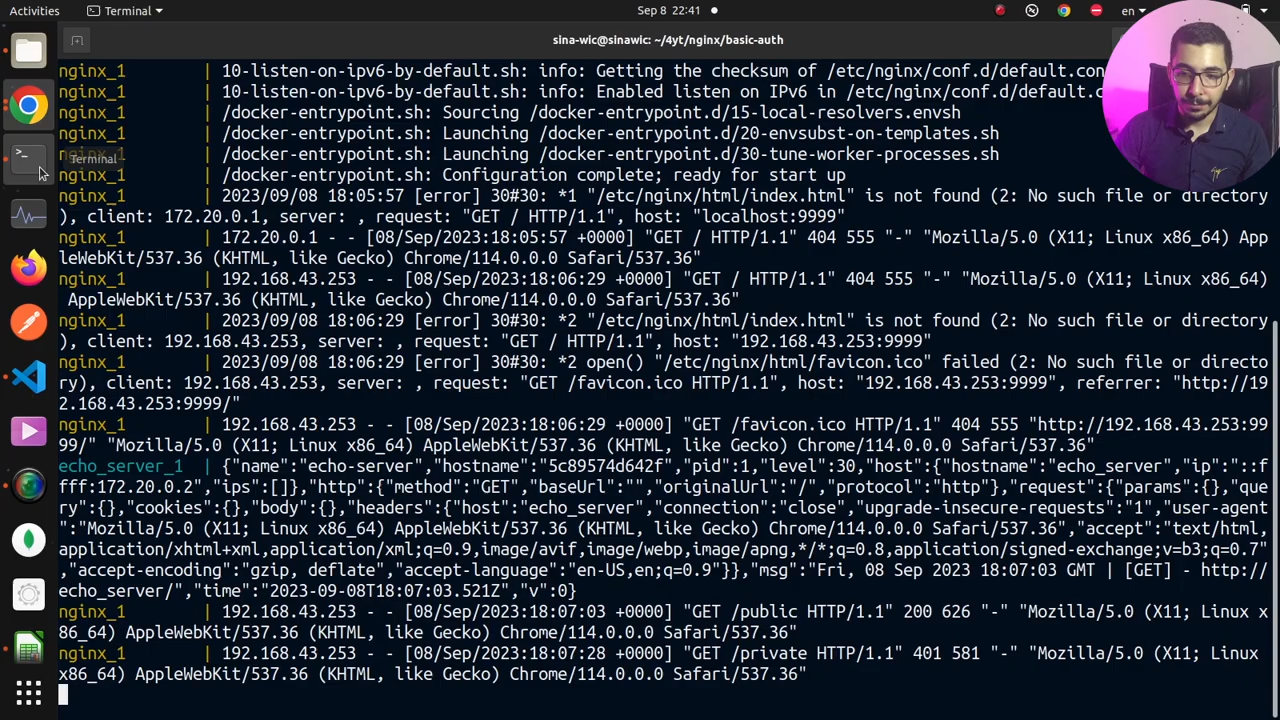 Activities
Terminal
Sep 8 22:41
en
sina-wic@sinawic: ~/4yt/nginx/basic-auth
nginx_1 | 10-listen-on-ipv6-by-default.sh: info: Getting the checksum of /etc/nginx/conf.d/default.con
nginx_1 | 10-listen-on-ipv6-by-default.sh: info: Enabled listen on IPv6 in /etc/nginx/conf.d/default.c
nginx_1 | /docker-entrypoint.sh: Sourcing /docker-entrypoint.d/15-local-resolvers.envsh
nginx_1 | /docker-entrypoint.sh: Launching /docker-entrypoint.d/20-envsubst-on-templates.sh
Terminal
nginx_1 | /docker-entrypoint.sh: Launching /docker-entrypoint.d/30-tune-worker-processes.sh
nginx_1 | /docker-entrypoint.sh: Configuration complete; ready for start up
nginx_1 | 2023/09/08 18:05:57 [error] 30#30: *1 "/etc/nginx/html/index.html" is not found (2: No such file or directory
), client: 172.20.0.1, server: , request: "GET / HTTP/1.1", host: "localhost:9999"
nginx_1 | 172.20.0.1 - - [08/Sep/2023:18:05:57 +0000] "GET / HTTP/1.1" 404 555 "-" "Mozilla/5.0 (X11; Linux x86_64) App
leWebKit/537.36 (KHTML, like Gecko) Chrome/114.0.0.0 Safari/537.36"
nginx_1 | 192.168.43.253 - - [08/Sep/2023:18:06:29 +0000] "GET / HTTP/1.1" 404 555 "-" "Mozilla/5.0 (X11; Linux x86_64)
AppleWebKit/537.36 (KHTML, like Gecko) Chrome/114.0.0.0 Safari/537.36"
nginx_1 | 2023/09/08 18:06:29 [error] 30#30: *2 "/etc/nginx/html/index.html" is not found (2: No such file or directory
), client: 192.168.43.253, server: , request: "GET / HTTP/1.1", host: "192.168.43.253:9999"
nginx_1 | 2023/09/08 18:06:29 [error] 30#30: *2 open() "/etc/nginx/html/favicon.ico" failed (2: No such file or directo
ry), client: 192.168.43.253, server: , request: "GET /favicon.ico HTTP/1.1", host: "192.168.43.253:9999", referrer: "http://19
2.168.43.253:9999/"
nginx_1 | 192.168.43.253 - - [08/Sep/2023:18:06:29 +0000] "GET /favicon.ico HTTP/1.1" 404 555 "http://192.168.43.253:99
99/" "Mozilla/5.0 (X11; Linux x86_64) AppleWebKit/537.36 (KHTML, like Gecko) Chrome/114.0.0.0 Safari/537.36"
echo_server_1 | {"name":"echo-server","hostname":"5c89574d642f","pid":1,"level":30,"host":{"hostname":"echo_server","ip":"::f
fff:172.20.0.2","ips":[]},"http":{"method":"GET","baseUrl":"","originalUrl":"/","protocol":"http"},"request":{"params":{},"que
ry":{},"cookies":{},"body":{},"headers":{"host":"echo_server","connection":"close","upgrade-insecure-requests":"1","user-agent
":"Mozilla/5.0 (X11; Linux x86_64) AppleWebKit/537.36 (KHTML, like Gecko) Chrome/114.0.0.0 Safari/537.36","accept":"text/html,
application/xhtml+xml,application/xml;q=0.9,image/avif,image/webp,image/apng,*/*;q=0.8,application/signed-exchange;v=b3;q=0.7"
,"accept-encoding":"gzip, deflate","accept-language":"en-US,en;q=0.9"}},"msg":"Fri, 08 Sep 2023 18:07:03 GMT | [GET] - http://
echo_server/","time":"2023-09-08T18:07:03.521Z","v":0}
nginx_1 | 192.168.43.253 - - [08/Sep/2023:18:07:03 +0000] "GET /public HTTP/1.1" 200 626 "-" "Mozilla/5.0 (X11; Linux x
86_64) AppleWebKit/537.36 (KHTML, like Gecko) Chrome/114.0.0.0 Safari/537.36"
nginx_1 | 192.168.43.253 - - [08/Sep/2023:18:07:28 +0000] "GET /private HTTP/1.1" 401 581 "-" "Mozilla/5.0 (X11; Linux
x86_64) AppleWebKit/537.36 (KHTML, like Gecko) Chrome/114.0.0.0 Safari/537.36"